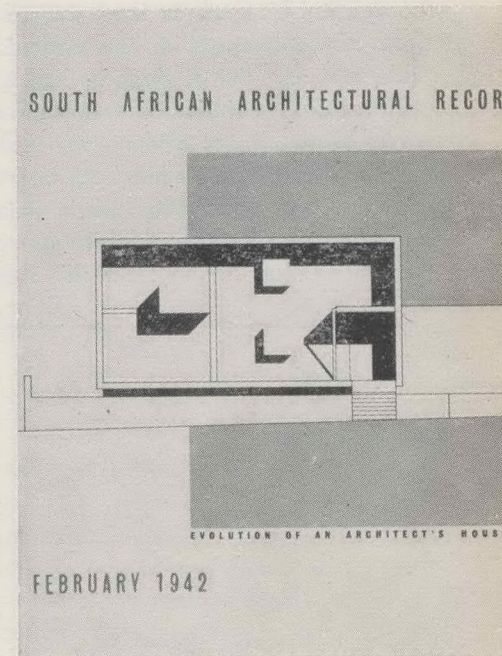 SOUTH AFRICAN ARCHITECTURAL RECOR
EVOLUTION OF AN ARCHITECT'S HOUS
FEBRUARY 1942